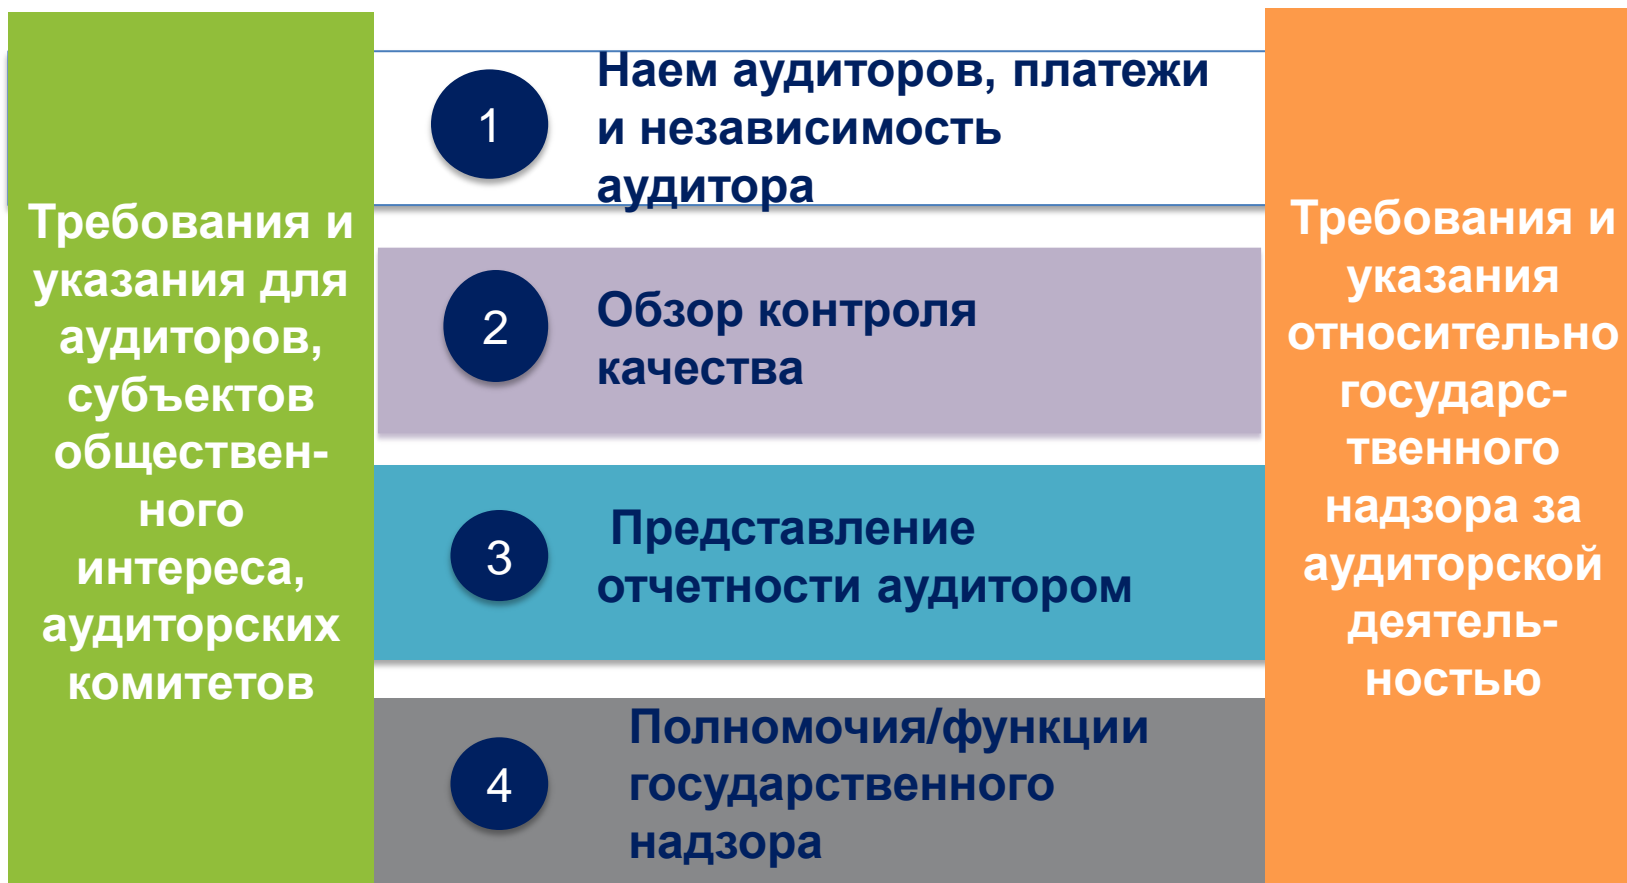 Требования и
указания для
аудиторов,
субъектов
обществен-
ного
интереса,
аудиторских
комитетов
1
Наем аудиторов, платежи
и независимость
аудитора
2
Обзор контроля
качества
3
Представление
отчетности аудитором
4
Полномочия/функции
государственного
надзора
Требования и
указания
относительно
государс-
твенного
надзора за
аудиторской
деятель-
ностью